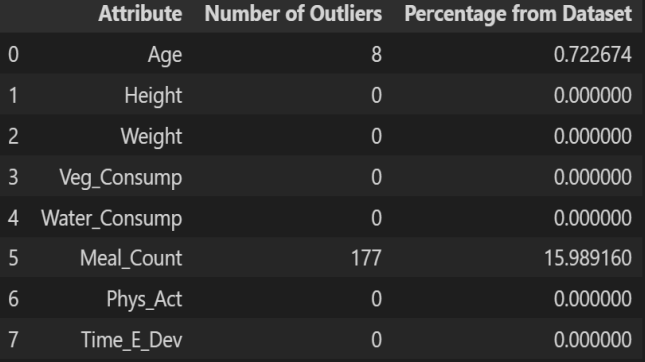 Attribute Number of Outliers Percentage from Dataset
0 Age 8 0.722674
1 Height 0 0.000000
2 Weight 0 0.000000
3 Veg_Consump 0 0.000000
4 Water_Consump 0 0.000000
5 Meal_Count 177 15.989160
6 Phys_Act 0 0.000000
7 Time_E_Dev 0 0.000000